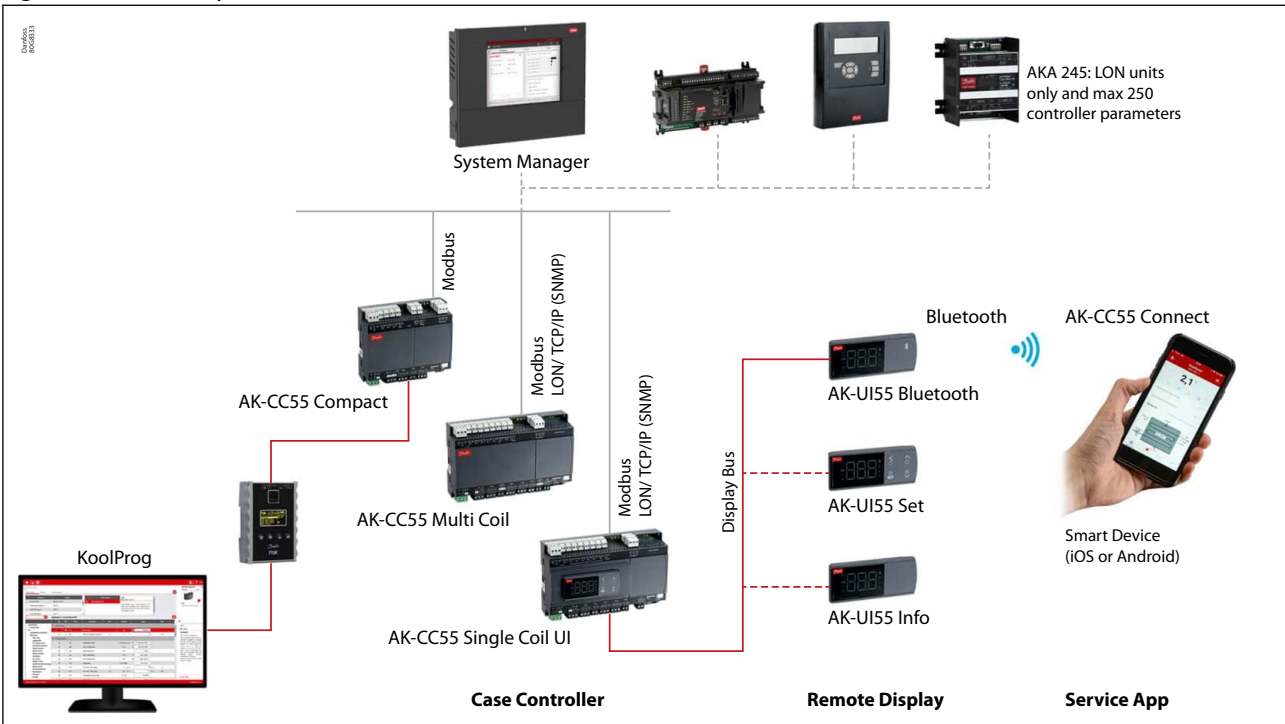 Danfoss
80G8333
AKA 245: LON units
only and max 250
controller parameters
System Manager
Modbus
Modbus
LON/ TCP/IP (SNMP)
Modbus
LON/ TCP/IP (SNMP)
AK-CC55 Compact
AK-CC55 Multi Coil
AK-CC55 Single Coil UI
KoolProg
Display Bus
Bluetooth
AK-UI55 Bluetooth
AK-UI55 Set
AK-UI55 Info
AK-CC55 Connect
2,1
Smart Device
(iOS or Android)
Case Controller
Remote Display
Service App